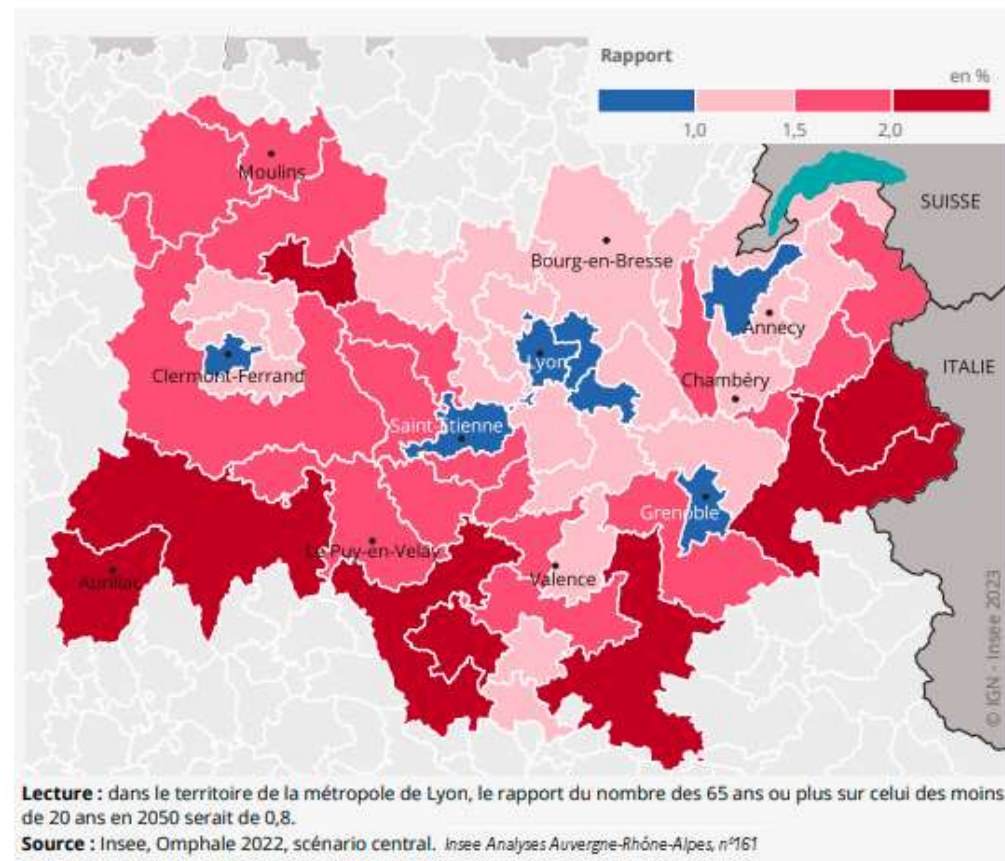 Rapport
en %
1,0
1,5
2,0
Moulins
SUISSE
Bourg-en-Bresse
Annecy
Lyon
ITALIE
Clermont-Ferrand
Chambéry
Saint-Etienne
Grenoble
Le Puy-en-Velay
Valence
Aurillac
© IGN - Insee 2023
Lecture : dans le territoire de la métropole de Lyon, le rapport du nombre des 65 ans ou plus sur celui des moins
de 20 ans en 2050 serait de 0,8.
Source : Insee, Omphale 2022, scénario central. Insee Analyses Auvergne-Rhône-Alpes, n°161